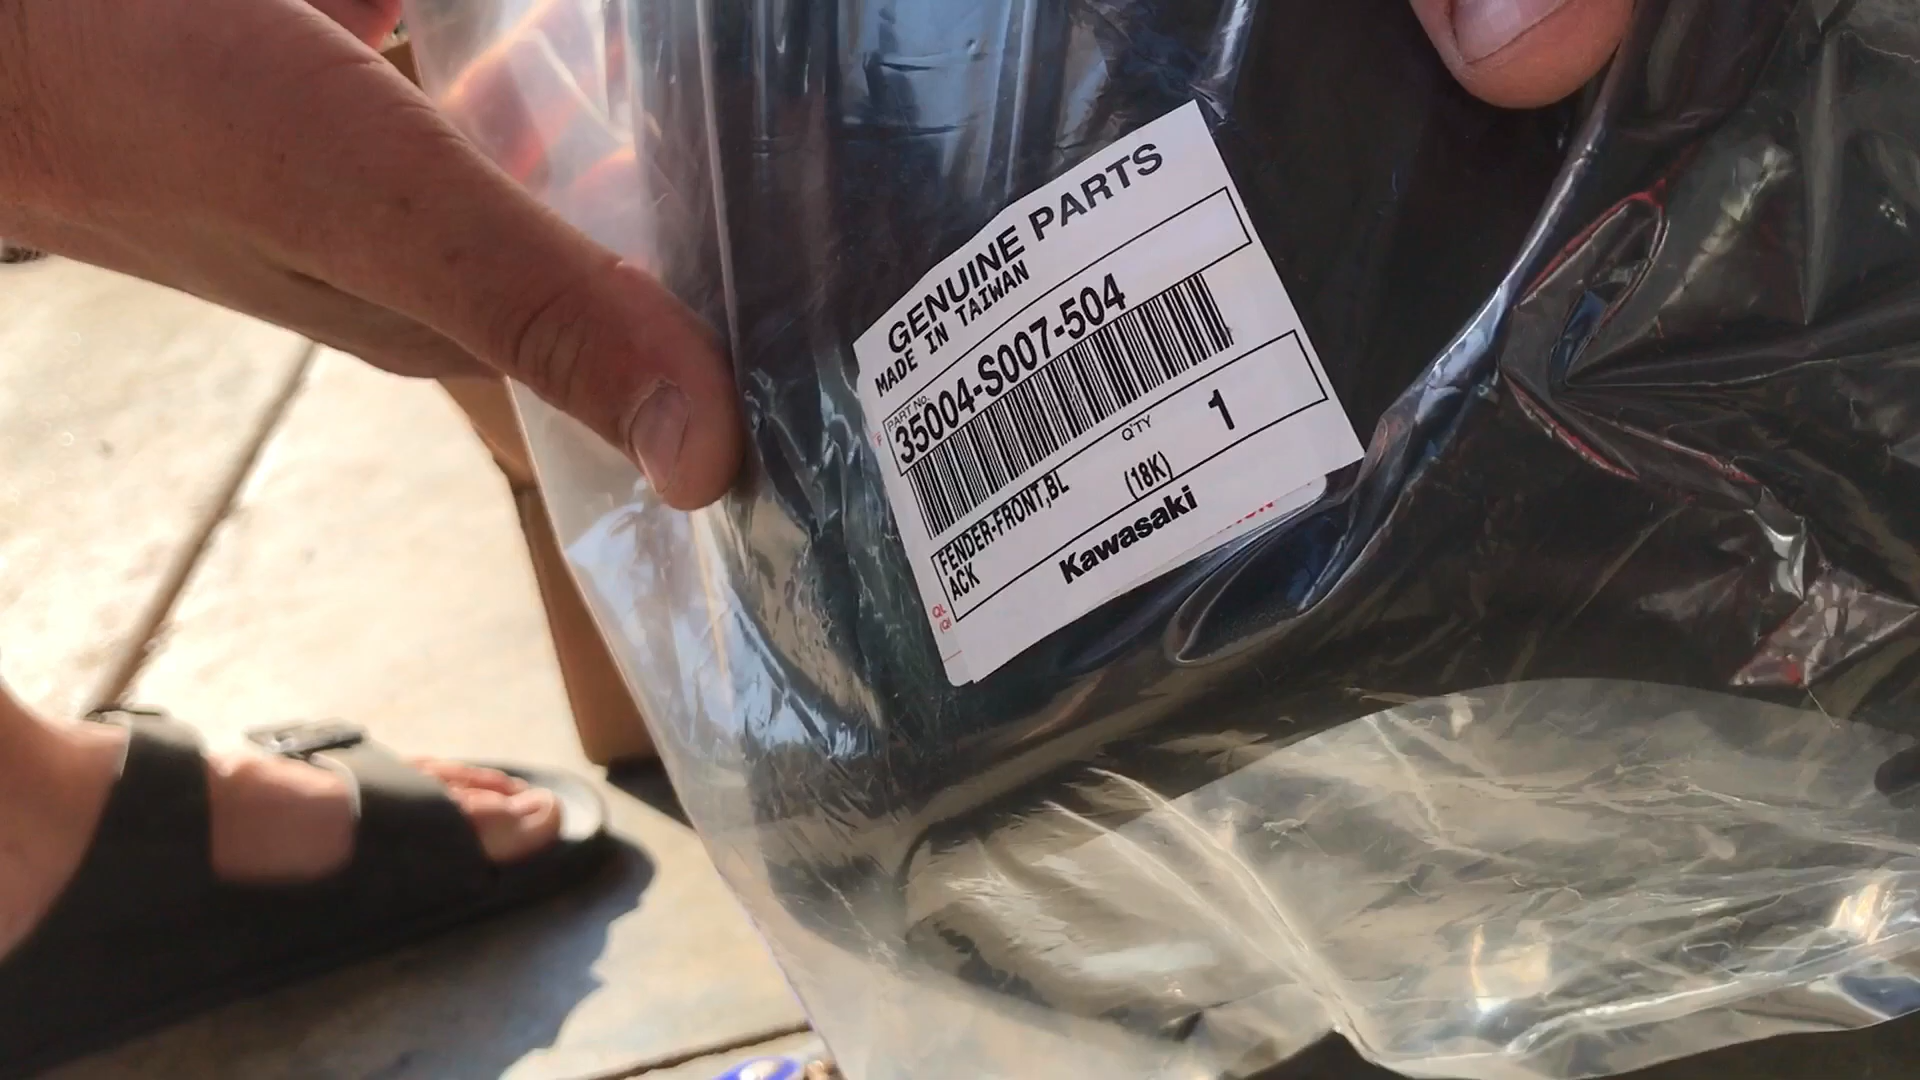 GENUINE PARTS
MADE IN TAIWAN
PART No.
35004-S007-504
Q'TY 1
FENDER-FRONT,BL (18K)
ACK
Kawasaki